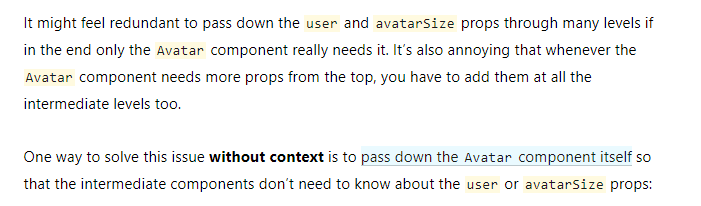 It might feel redundant to pass down the user and avatarSize props through many levels if
in the end only the Avatar component really needs it. It's also annoying that whenever the
Avatar component needs more props from the top, you have to add them at all the
intermediate levels too.
One way to solve this issue without context is to pass down the Avatar component itself so
that the intermediate components don't need to know about the user or avatarSize props: